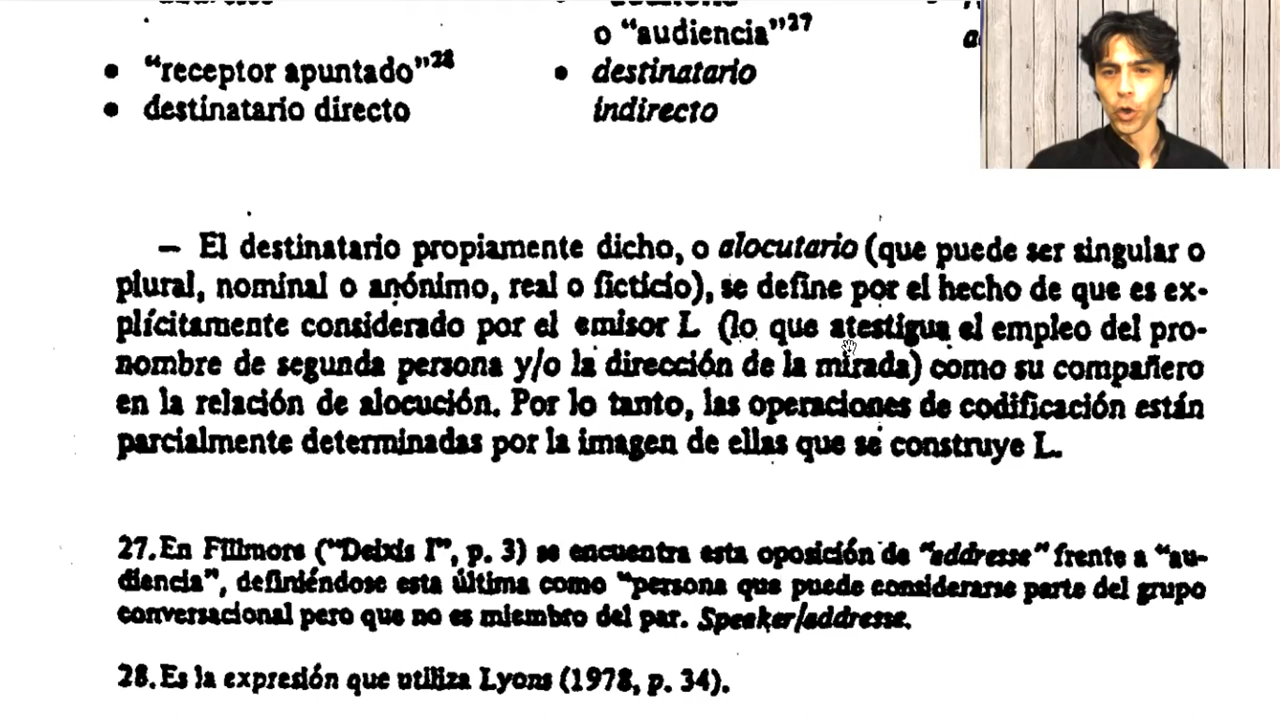 o “audiencia”27
“receptor apuntado”28
• destinatario
• destinatario directo
indirecto
— El destinatario propiamente dicho, o alocutario (que puede ser singular o
plural, nominal o anónimo, real o ficticio), se define por el hecho de que es ex-
plícitamente considerado por el emisor L (lo que atestigua el empleo del pro-
nombre de segunda persona y/o la dirección de la mirada) como su compañero
en la relación de alocución. Por lo tanto, las operaciones de codificación están
parcialmente determinadas por la imagen de ellas que se construye L.
27. En Fillmore (“Deixis I”, p. 3) se encuentra esta oposición de “addresse” frente a “au-
diencia”, definiéndose esta última como “persona que puede considerarse parte del grupo
conversacional pero que no es miembro del par. Speaker/addresse.
28. Es la expresión que utiliza Lyons (1978, p. 34).